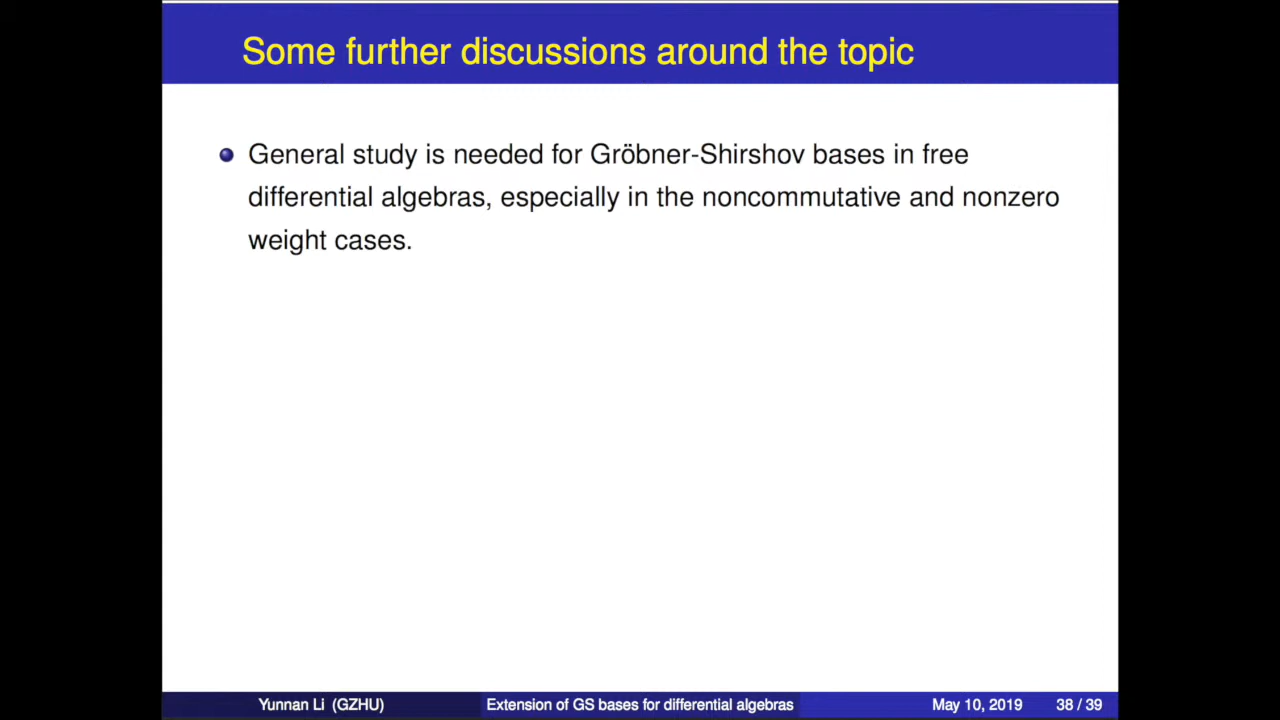 Some further discussions around the topic
General study is needed for Gröbner-Shirshov bases in free
differential algebras, especially in the noncommutative and nonzero
weight cases.
Yunnan Li (GZHU) Extension of GS bases for differential algebras May 10, 2019 38 / 39